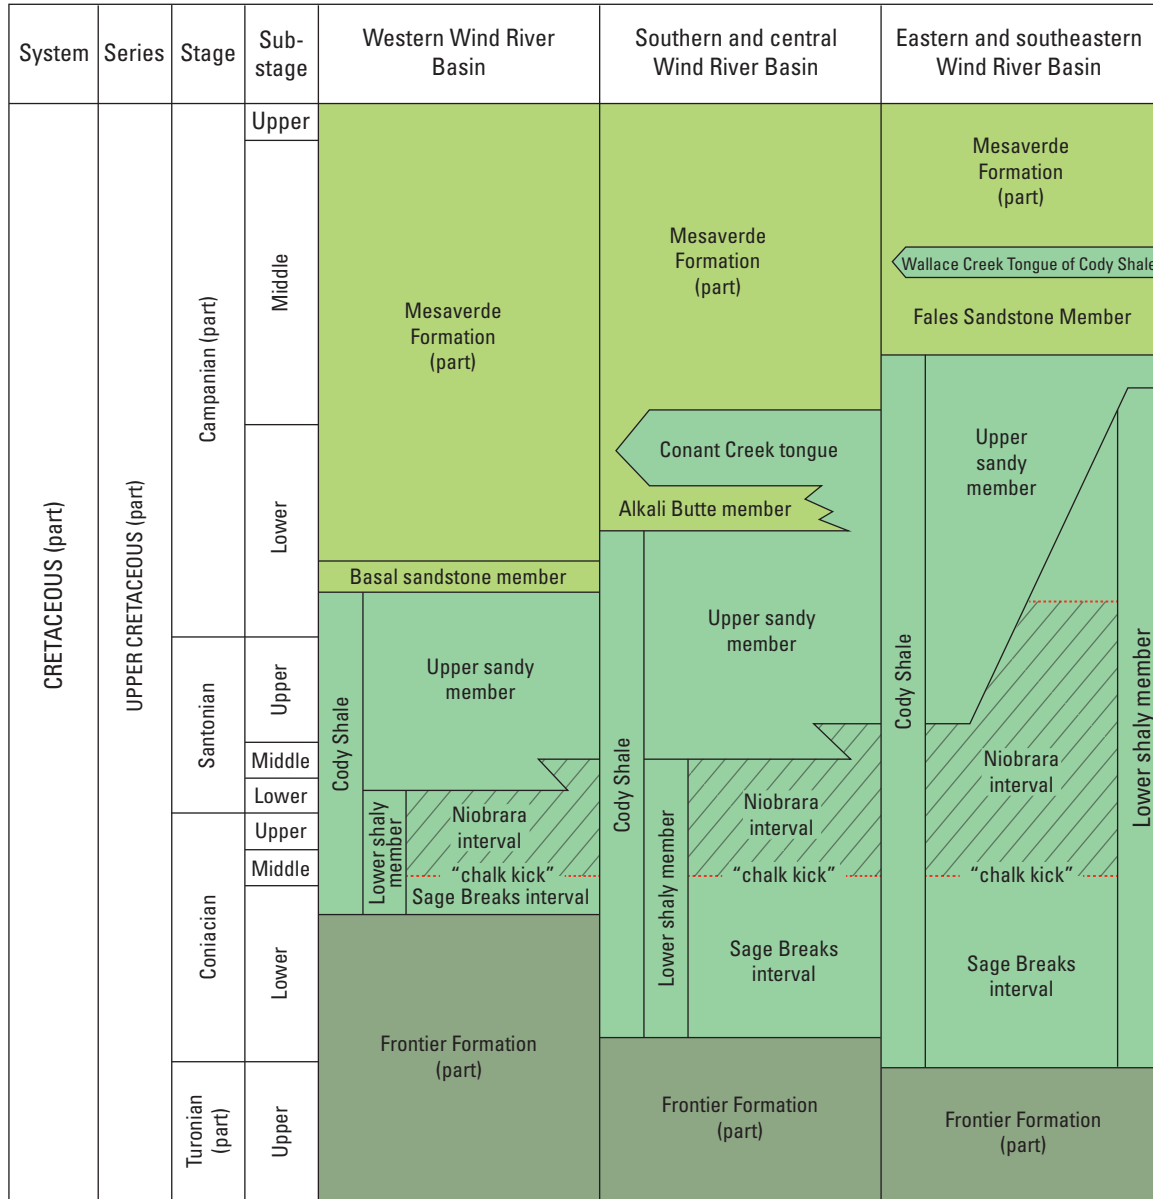 System
Series
Stage
Sub-
stage
Western Wind River
Basin
Southern and central
Wind River Basin
Eastern and southeastern
Wind River Basin
CRETACEOUS (part)
UPPER CRETACEOUS (part)
Campanian (part)
Santonian
Coniacian
Turonian
(part)
Upper
Middle
Lower
Upper
Middle
Lower
Upper
Middle
Lower
Upper
Mesaverde
Formation
(part)
Basal sandstone member
Cody Shale
Upper sandy
member
Lower shaly
member
Niobrara
interval
“chalk kick”
Sage Breaks interval
Frontier Formation
(part)
Mesaverde
Formation
(part)
Conant Creek tongue
Alkali Butte member
Cody Shale
Upper sandy
member
Lower shaly member
Niobrara
interval
“chalk kick”
Sage Breaks
interval
Frontier Formation
(part)
Mesaverde
Formation
(part)
Wallace Creek Tongue of Cody Shale
Fales Sandstone Member
Cody Shale
Upper
sandy
member
Niobrara
interval
“chalk kick”
Sage Breaks
interval
Lower shaly member
Frontier Formation
(part)